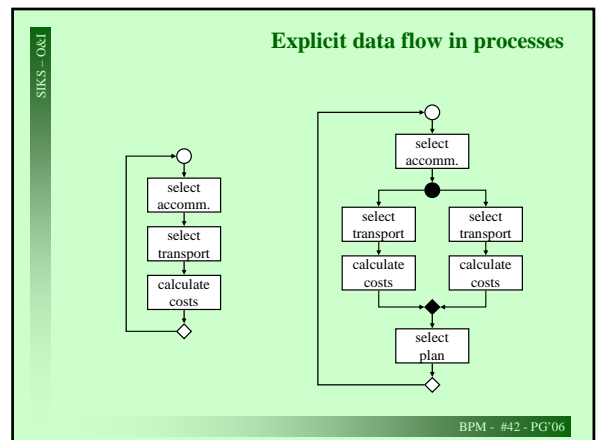 SIKS – O&I
Explicit data flow in processes
select
accomm.
select
transport
calculate
costs
select
accomm.
select
transport
calculate
costs
select
transport
calculate
costs
select
plan
BPM - #42 - PG'06